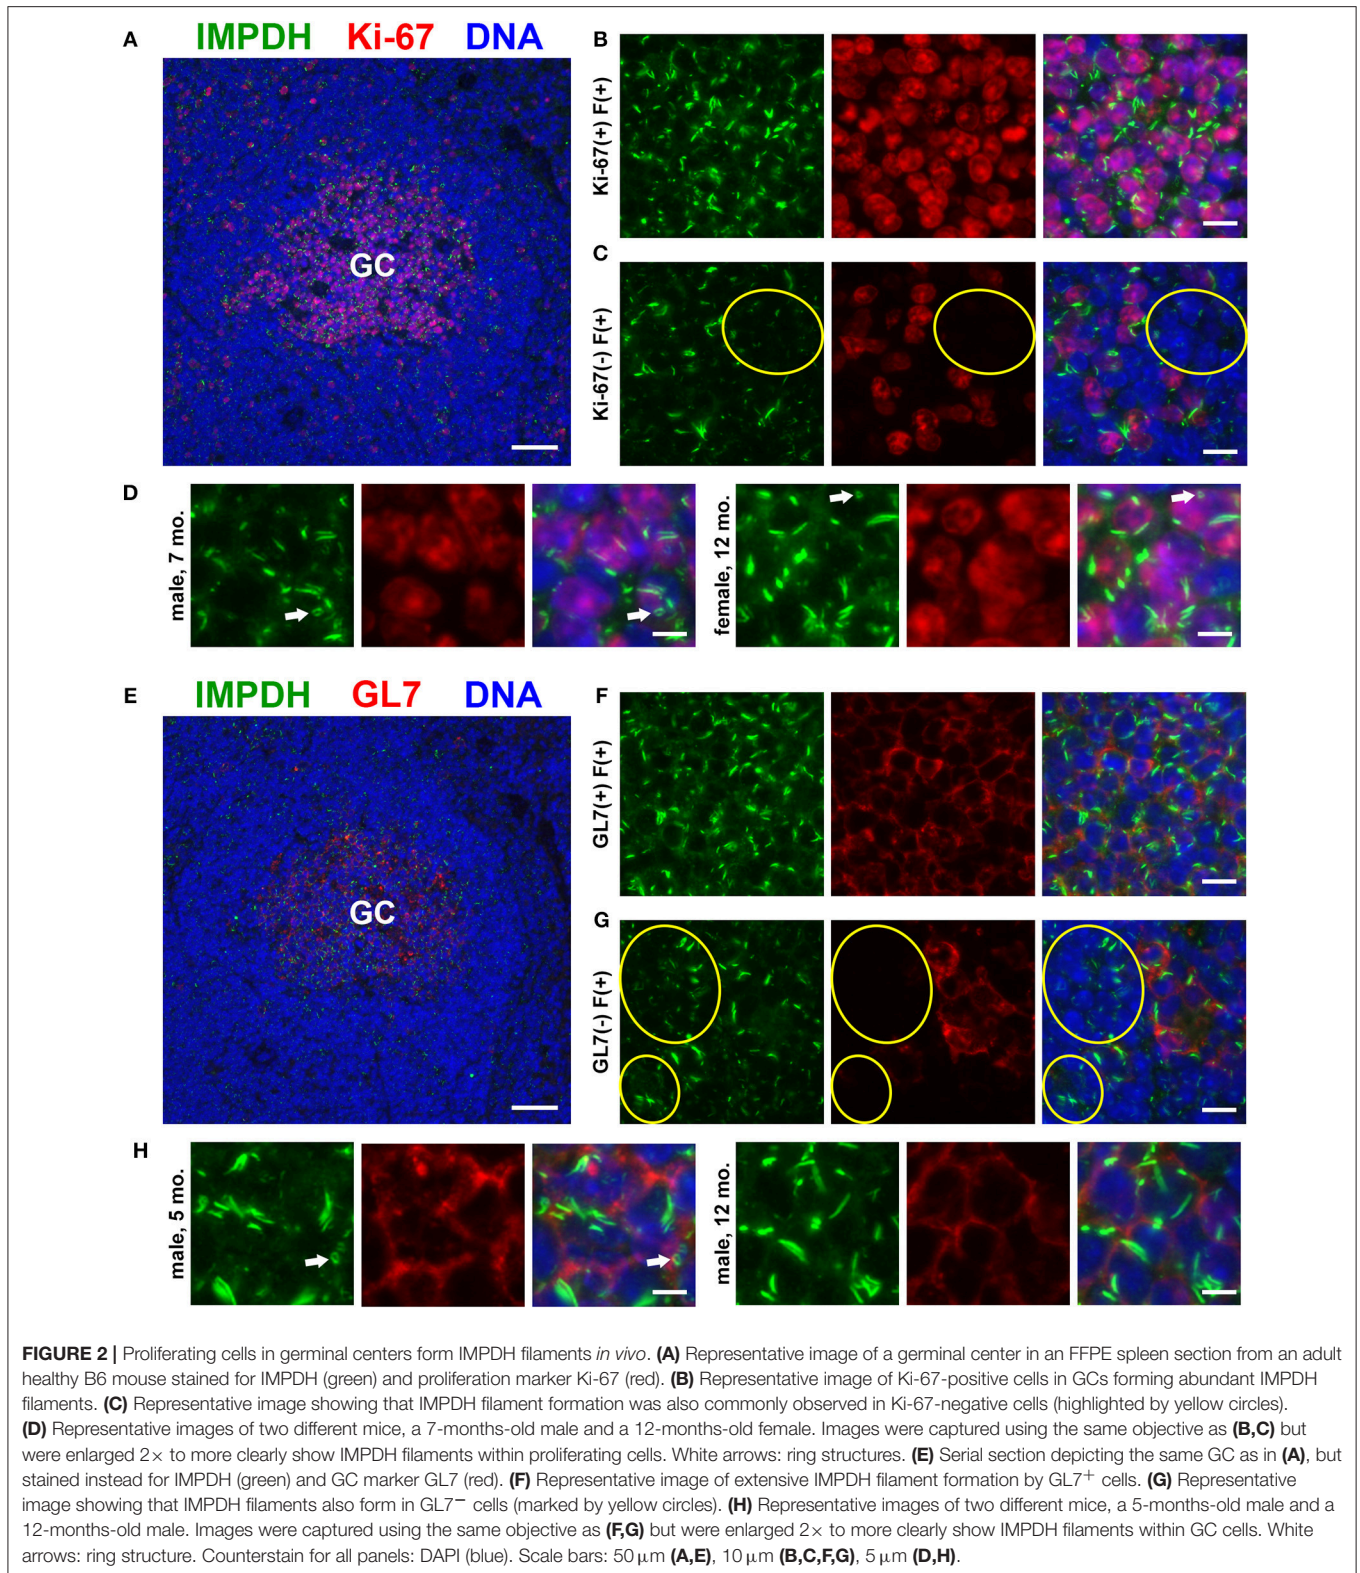 A
IMPDH Ki-67 DNA
GC
B
Ki-67(+) F(+)
C
Ki-67(-) F(+)
D
male, 7 mo.
female, 12 mo.
E
IMPDH GL7 DNA
GC
F
GL7(+) F(+)
G
GL7(-) F(+)
H
male, 5 mo.
male, 12 mo.
FIGURE 2 | Proliferating cells in germinal centers form IMPDH filaments in vivo. (A) Representative image of a germinal center in an FFPE spleen section from an adult
healthy B6 mouse stained for IMPDH (green) and proliferation marker Ki-67 (red). (B) Representative image of Ki-67-positive cells in GCs forming abundant IMPDH
filaments. (C) Representative image showing that IMPDH filament formation was also commonly observed in Ki-67-negative cells (highlighted by yellow circles).
(D) Representative images of two different mice, a 7-months-old male and a 12-months-old female. Images were captured using the same objective as (B,C) but
were enlarged 2× to more clearly show IMPDH filaments within proliferating cells. White arrows: ring structures. (E) Serial section depicting the same GC as in (A), but
stained instead for IMPDH (green) and GC marker GL7 (red). (F) Representative image of extensive IMPDH filament formation by GL7+ cells. (G) Representative
image showing that IMPDH filaments also form in GL7− cells (marked by yellow circles). (H) Representative images of two different mice, a 5-months-old male and a
12-months-old male. Images were captured using the same objective as (F,G) but were enlarged 2× to more clearly show IMPDH filaments within GC cells. White
arrows: ring structure. Counterstain for all panels: DAPI (blue). Scale bars: 50 μm (A,E), 10 μm (B,C,F,G), 5 μm (D,H).